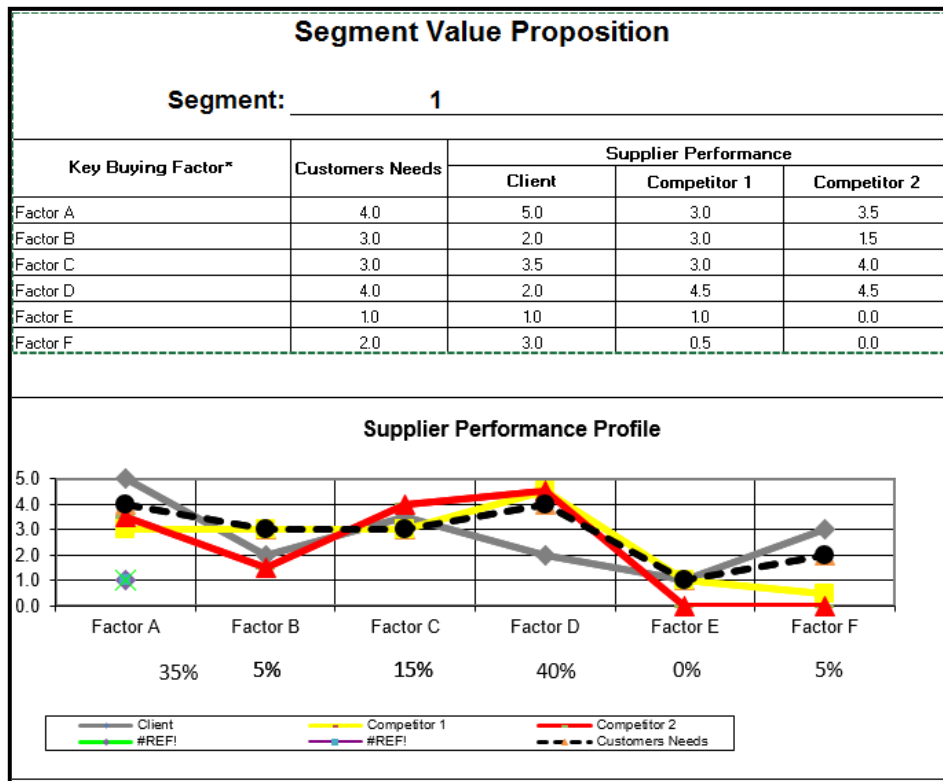 Segment Value Proposition
Segment: 1
Key Buying Factor* Customers Needs Supplier Performance
Client Competitor 1 Competitor 2
Factor A 4.0 5.0 3.0 3.5
Factor B 3.0 2.0 3.0 1.5
Factor C 3.0 3.5 3.0 4.0
Factor D 4.0 2.0 4.5 4.5
Factor E 1.0 1.0 1.0 0.0
Factor F 2.0 3.0 0.5 0.0
Supplier Performance Profile
5.0
4.0
3.0
2.0
1.0
0.0
Factor A Factor B Factor C Factor D Factor E Factor F
35% 5% 15% 40% 0% 5%
Client Competitor 1 Competitor 2
#REF! #REF! Customers Needs